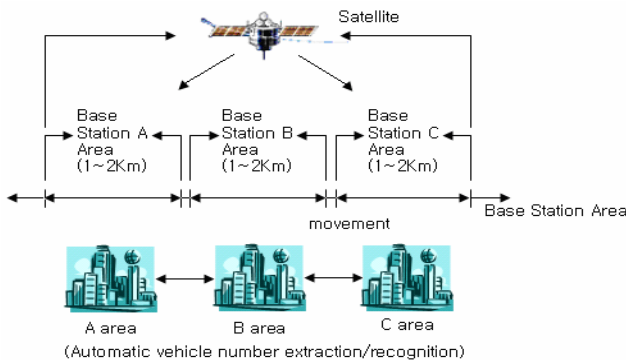 Satellite
Base
Station A
Area
(1~2Km)
Base
Station B
Area
(1~2Km)
Base
Station C
Area
(1~2Km)
movement
Base Station Area
A area
B area
C area
(Automatic vehicle number extraction/recognition)